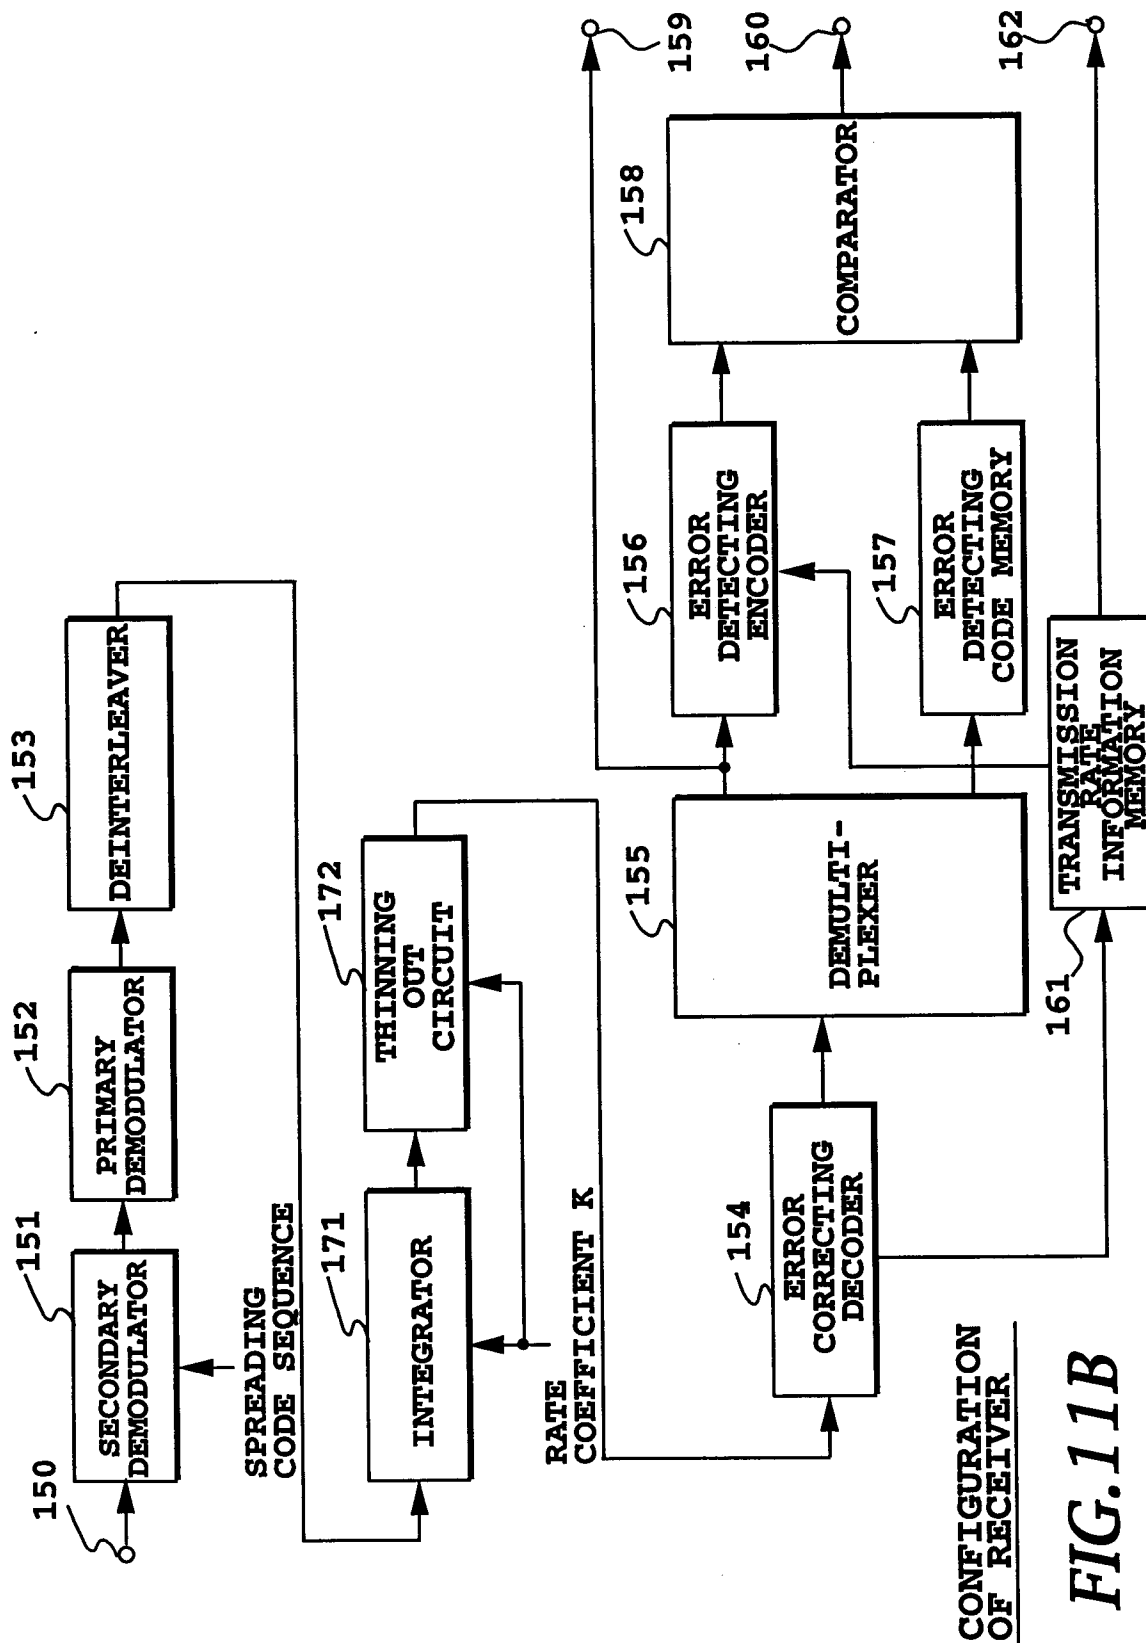 150
151
SECONDARY
DEMODULATOR
SPREADING
CODE SEQUENCE
152
PRIMARY
DEMODULATOR
153
DEINTERLEAVER
171
INTEGRATOR
RATE
COEFFICIENT K
172
THINNING
OUT
CIRCUIT
154
ERROR
CORRECTING
DECODER
155
DEMULTI-
PLEXER
156
ERROR
DETECTING
ENCODER
157
ERROR
DETECTING
CODE MEMORY
158
COMPARATOR
159
160
161
TRANSMISSION
RATE
INFORMATION
MEMORY
162
CONFIGURATION
OF RECEIVER
FIG.11B